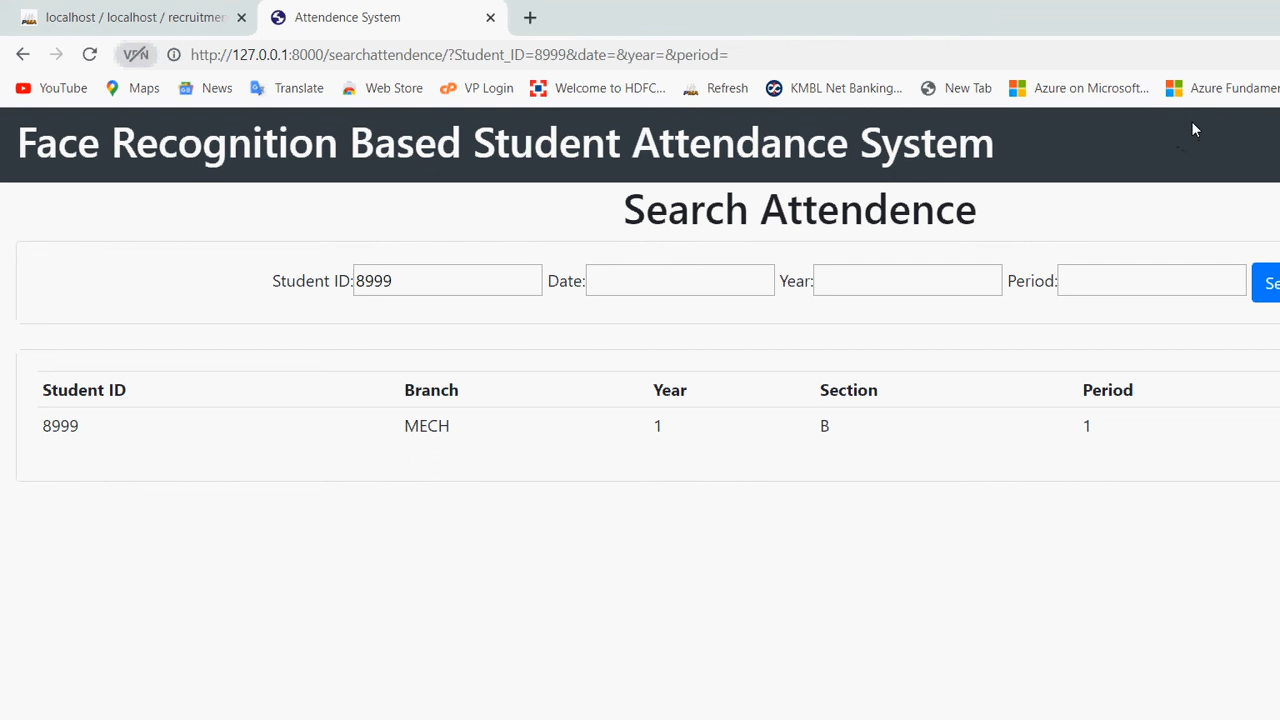 localhost / localhost / recruitmer
Attendence System
VPN
http://127.0.0.1:8000/searchattendence/?Student_ID=8999&date=&year=&period=
YouTube Maps News Translate Web Store VPLogin Welcome to HDFC... Refresh KMBL Net Banking... New Tab Azure on Microsoft... Azure Fundamer
Face Recognition Based Student Attendance System
Search Attendence
Student ID: 8999 Date: Year: Period: Se
Student ID Branch Year Section Period
8999 MECH 1 B 1